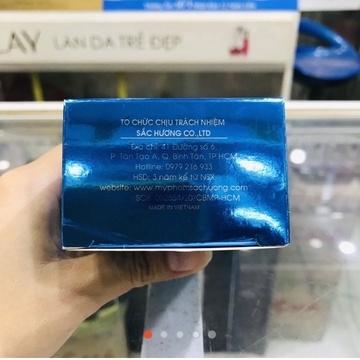 LAY LÀN DA TRẺ ĐẸP
TỔ CHỨC CHỊU TRÁCH NHIỆM
SẮC HƯƠNG CO.,LTD
Địa chỉ: 41 Đường số 6,
P. Tân Tạo A, Q. Bình Tân, TP.HCM
Hotline: 0979 216 933
HSD: 3 năm kể từ NSX
website: www.myphamsachuong.com
MADE IN VIETNAM